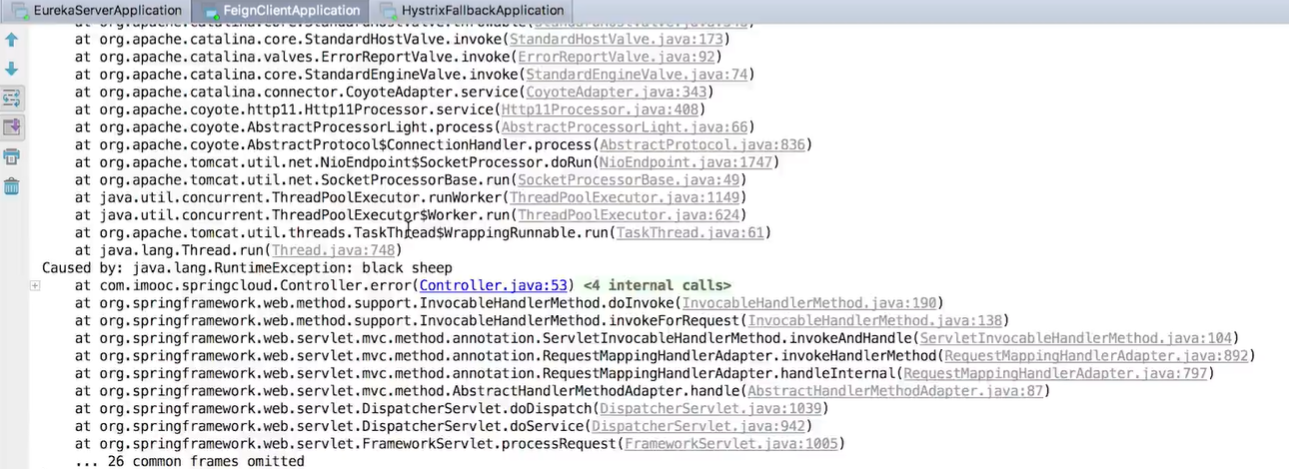 EurekaServerApplication FeignClientApplication HystrixFallbackApplication
at org.apache.catalina.core.StandardHostValve.invoke(StandardHostValve.java:173)
at org.apache.catalina.valves.ErrorReportValve.invoke(ErrorReportValve.java:92)
at org.apache.catalina.core.StandardEngineValve.invoke(StandardEngineValve.java:74)
at org.apache.catalina.connector.CoyoteAdapter.service(CoyoteAdapter.java:343)
at org.apache.coyote.http11.Http11Processor.service(Http11Processor.java:408)
at org.apache.coyote.AbstractProcessorLight.process(AbstractProcessorLight.java:66)
at org.apache.coyote.AbstractProtocol$ConnectionHandler.process(AbstractProtocol.java:836)
at org.apache.tomcat.util.net.NioEndpoint$SocketProcessor.doRun(NioEndpoint.java:1747)
at org.apache.tomcat.util.net.SocketProcessorBase.run(SocketProcessorBase.java:49)
at java.util.concurrent.ThreadPoolExecutor.runWorker(ThreadPoolExecutor.java:1149)
at java.util.concurrent.ThreadPoolExecutor$Worker.run(ThreadPoolExecutor.java:624)
at org.apache.tomcat.util.threads.TaskThread$WrappingRunnable.run(TaskThread.java:61)
at java.lang.Thread.run(Thread.java:748)
Caused by: java.lang.RuntimeException: black sheep
at com.imooc.springcloud.Controller.error(Controller.java:53) <4 internal calls>
at org.springframework.web.method.support.InvocableHandlerMethod.doInvoke(InvocableHandlerMethod.java:190)
at org.springframework.web.method.support.InvocableHandlerMethod.invokeForRequest(InvocableHandlerMethod.java:138)
at org.springframework.web.servlet.mvc.method.annotation.ServletInvocableHandlerMethod.invokeAndHandle(ServletInvocableHandlerMethod.java:104)
at org.springframework.web.servlet.mvc.method.annotation.RequestMappingHandlerAdapter.invokeHandlerMethod(RequestMappingHandlerAdapter.java:892)
at org.springframework.web.servlet.mvc.method.annotation.RequestMappingHandlerAdapter.handleInternal(RequestMappingHandlerAdapter.java:797)
at org.springframework.web.servlet.mvc.method.AbstractHandlerMethodAdapter.handle(AbstractHandlerMethodAdapter.java:87)
at org.springframework.web.servlet.DispatcherServlet.doDispatch(DispatcherServlet.java:1039)
at org.springframework.web.servlet.DispatcherServlet.doService(DispatcherServlet.java:942)
at org.springframework.web.servlet.FrameworkServlet.processRequest(FrameworkServlet.java:1005)
... 26 common frames omitted